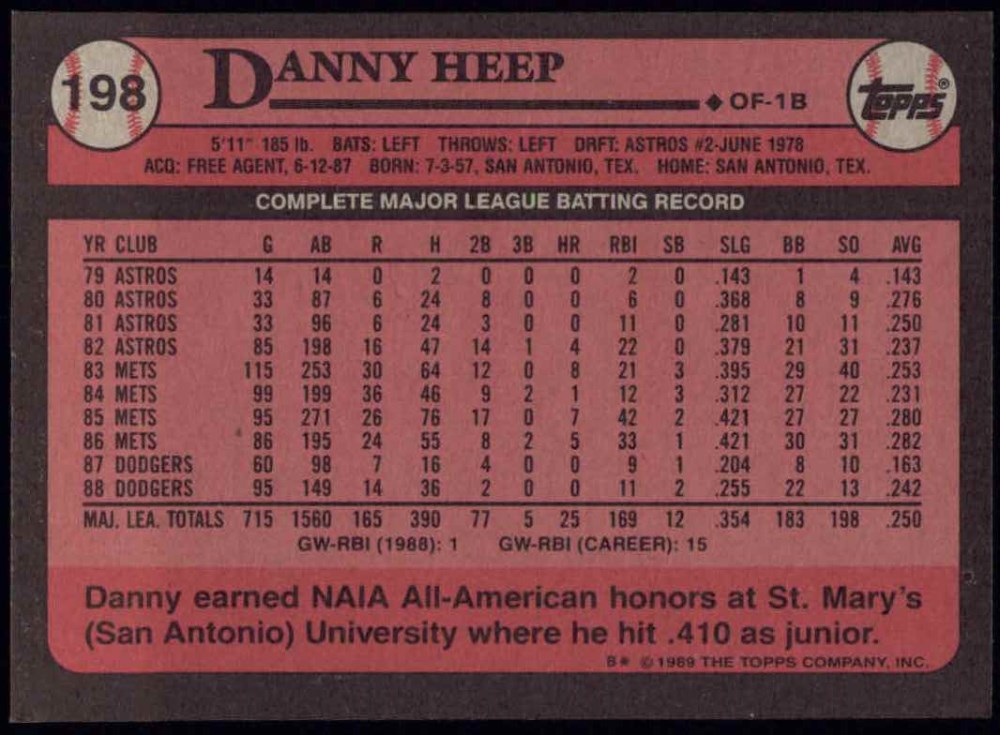 198
DANNY HEEP
◆ OF-1B
topps®
5'11" 185 lb. BATS: LEFT THROWS: LEFT DRFT: ASTROS #2-JUNE 1978
ACQ: FREE AGENT, 6-12-87 BORN: 7-3-57, SAN ANTONIO, TEX. HOME: SAN ANTONIO, TEX.
COMPLETE MAJOR LEAGUE BATTING RECORD
YR CLUB G AB R H 2B 3B HR RBI SB SLG BB SO AVG
79 ASTROS 14 14 0 2 0 0 0 2 0 .143 1 4 .143
80 ASTROS 33 87 6 24 8 0 0 6 0 .368 8 9 .276
81 ASTROS 33 96 6 24 3 0 0 11 0 .281 10 11 .250
82 ASTROS 85 198 16 47 14 1 4 22 0 .379 21 31 .237
83 METS 115 253 30 64 12 0 8 21 3 .395 29 40 .253
84 METS 99 199 36 46 9 2 1 12 3 .312 27 22 .231
85 METS 95 271 26 76 17 0 7 42 2 .421 27 27 .280
86 METS 86 195 24 55 8 2 5 33 1 .421 30 31 .282
87 DODGERS 60 98 7 16 4 0 0 9 1 .204 8 10 .163
88 DODGERS 95 149 14 36 2 0 0 11 2 .255 22 13 .242
MAJ. LEA. TOTALS 715 1560 165 390 77 5 25 169 12 .354 183 198 .250
GW-RBI (1988): 1 GW-RBI (CAREER): 15
Danny earned NAIA All-American honors at St. Mary's
(San Antonio) University where he hit .410 as junior.
B* © 1989 THE TOPPS COMPANY, INC.